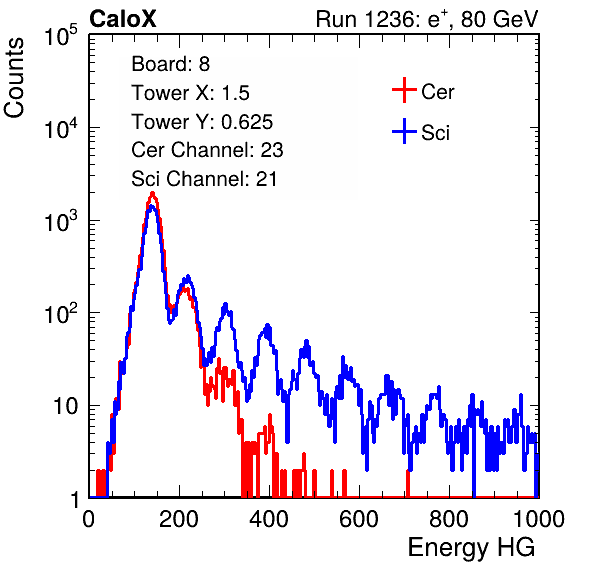 CaloX Run 1236: e⁺, 80 GeV
Counts
Board: 8
Tower X: 1.5
Tower Y: 0.625
Cer Channel: 23
Sci Channel: 21
Cer
Sci
10⁵
10⁴
10³
10²
10
1
0 200 400 600 800 1000
Energy HG